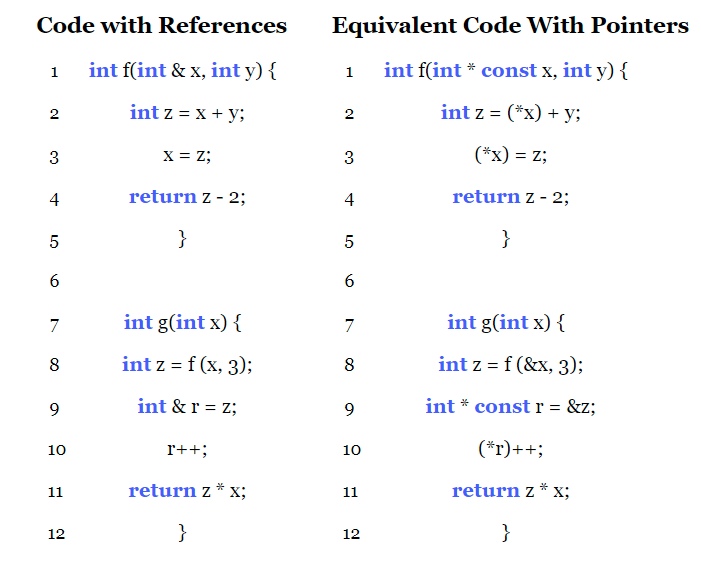 Code with References Equivalent Code With Pointers
1 int f(int & x, int y) { 1 int f(int * const x, int y) {
2 int z = x + y; 2 int z = (*x) + y;
3 x = z; 3 (*x) = z;
4 return z - 2; 4 return z - 2;
5 } 5 }
6 6
7 int g(int x) { 7 int g(int x) {
8 int z = f (x, 3); 8 int z = f (&x, 3);
9 int & r = z; 9 int * const r = &z;
10 r++; 10 (*r)++;
11 return z * x; 11 return z * x;
12 } 12 }